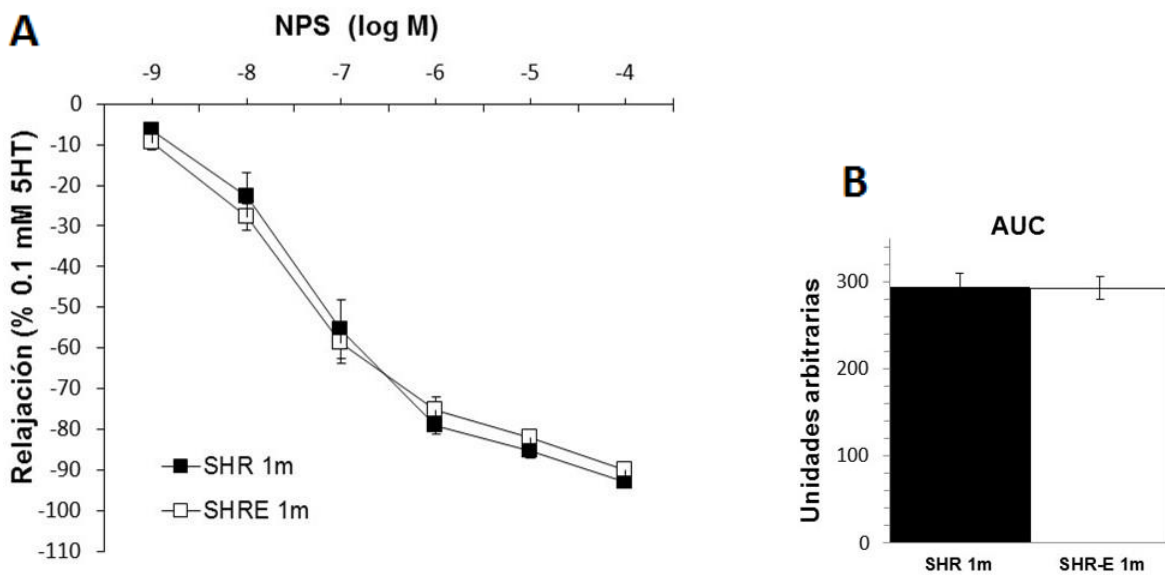 A
NPS (log M)
-9 -8 -7 -6 -5 -4
Relajación (% 0.1 mM 5HT)
0
-10
-20
-30
-40
-50
-60
-70
-80
-90
-100
-110
SHR 1m
SHRE 1m
B
AUC
Unidades arbitrarias
300
200
100
0
SHR 1m SHR-E 1m